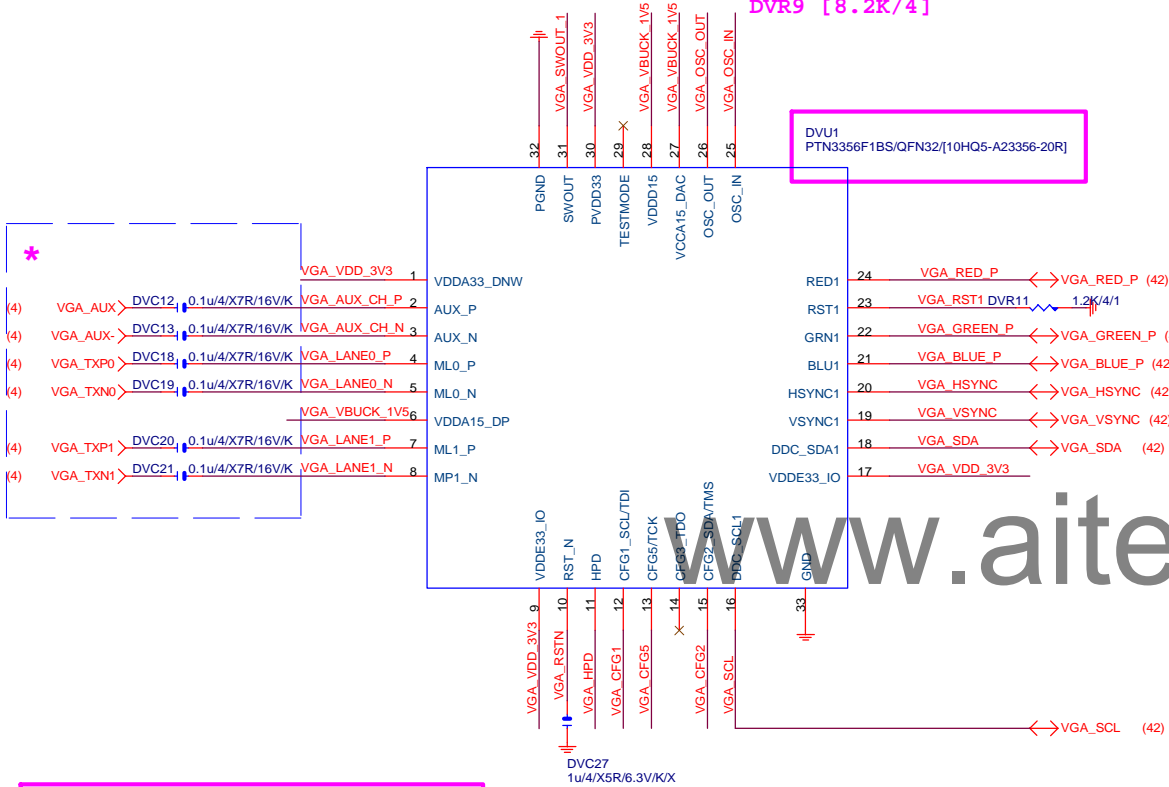 DVR9 [8.2K/4]
VGA_SWOUT_1
VGA_VDD_3V3
VGA_VBUCK_1V5
VGA_VBUCK_1V5
VGA_OSC_OUT
VGA_OSC_IN
DVU1
PTN3356F1BS/QFN32/[10HQ5-A23356-20R]
32 31 30 29 28 27 26 25
PGND
SWOUT
PVDD33
TESTMODE
VDDD15
VCCA15_DAC
OSC_OUT
OSC_IN
*
VGA_VDD_3V3 1 VDDA33_DNW
(4) VGA_AUX DVC12 0.1u/4/X7R/16V/K VGA_AUX_CH_P 2 AUX_P
(4) VGA_AUX- DVC13 0.1u/4/X7R/16V/K VGA_AUX_CH_N 3 AUX_N
(4) VGA_TXP0 DVC18 0.1u/4/X7R/16V/K VGA_LANE0_P 4 ML0_P
(4) VGA_TXN0 DVC19 0.1u/4/X7R/16V/K VGA_LANE0_N 5 ML0_N
VGA_VBUCK_1V5 6 VDDA15_DP
(4) VGA_TXP1 DVC20 0.1u/4/X7R/16V/K VGA_LANE1_P 7 ML1_P
(4) VGA_TXN1 DVC21 0.1u/4/X7R/16V/K VGA_LANE1_N 8 MP1_N
RED1 24 VGA_RED_P VGA_RED_P (42)
RST1 23 VGA_RST1 DVR11 1.2K/4/1
GRN1 22 VGA_GREEN_P VGA_GREEN_P (
BLU1 21 VGA_BLUE_P VGA_BLUE_P (42
HSYNC1 20 VGA_HSYNC VGA_HSYNC (42
VSYNC1 19 VGA_VSYNC VGA_VSYNC (42
DDC_SDA1 18 VGA_SDA VGA_SDA (42)
VDDE33_IO 17 VGA_VDD_3V3
VDDE33_IO
RST_N
HPD
CFG1_SCL/TDI
CFG5/TCK
CFG3_TDO
CFG2_SDA/TMS
DDC_SCL1
GND
www.aite
9 10 11 12 13 14 15 16 33
VGA_VDD_3V3
VGA_RSTN
VGA_HPD
VGA_CFG1
VGA_CFG5
VGA_CFG2
VGA_SCL
VGA_SCL (42)
DVC27
1u/4/X5R/6.3V/K/X